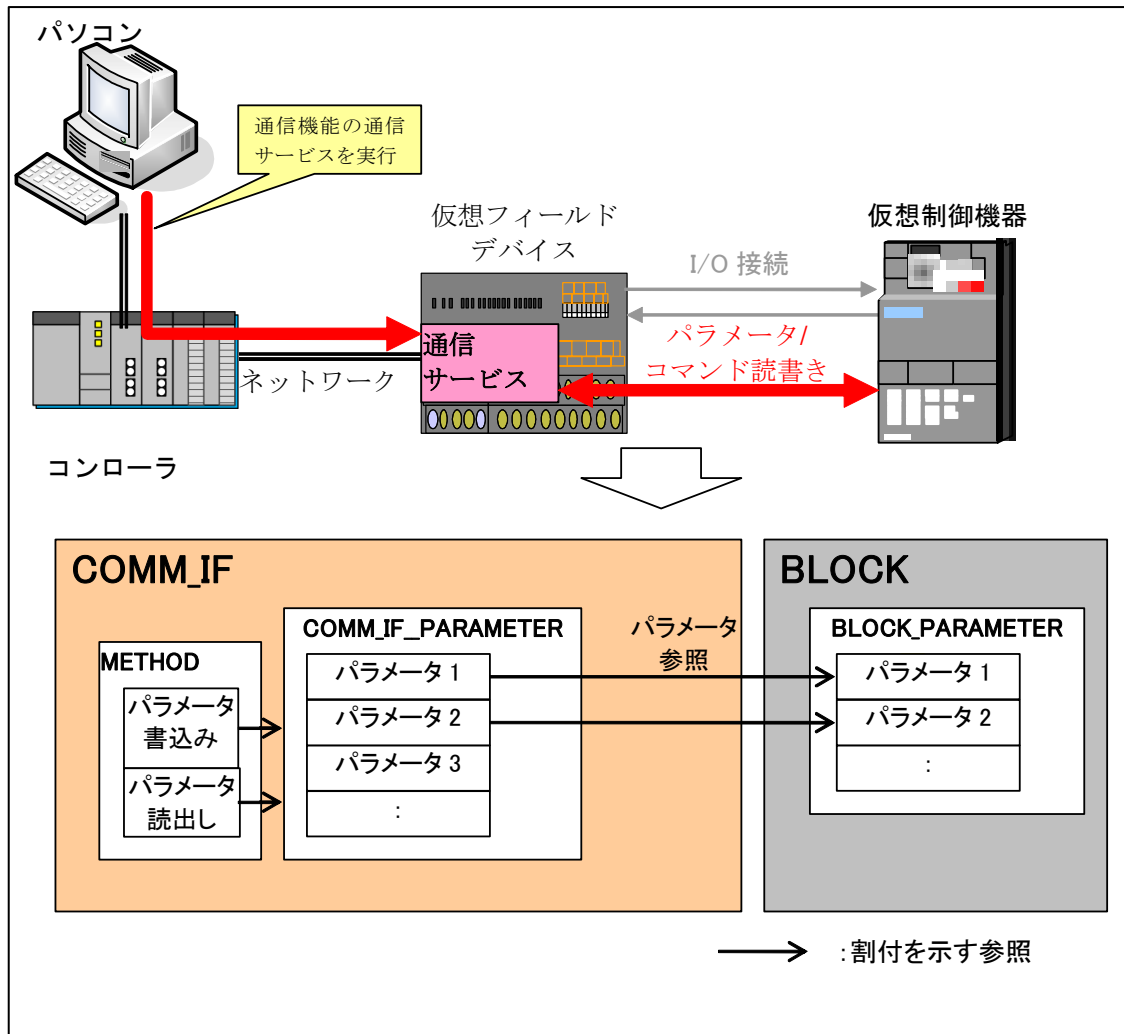 パソコン
通信機能の通信
サービスを実行
仮想フィールド
デバイス
仮想制御機器
I/O 接続
通信
サービス
パラメータ/
コマンド読書き
ネットワーク
コンローラ
COMM_IF
BLOCK
METHOD
パラメータ
書込み
パラメータ
読出し
COMM_IF_PARAMETER
パラメータ 1
パラメータ 2
パラメータ 3
:
パラメータ
参照
BLOCK_PARAMETER
パラメータ 1
パラメータ 2
:
:割付を示す参照